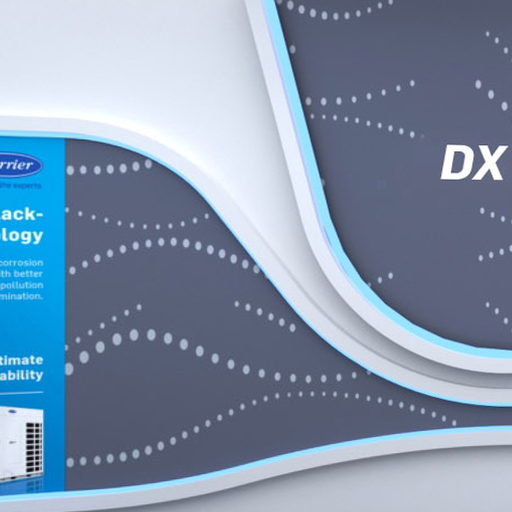 rrier
the experts
lack-
logy
corrosion
th better
pollution
mination.
timate
ability
DX